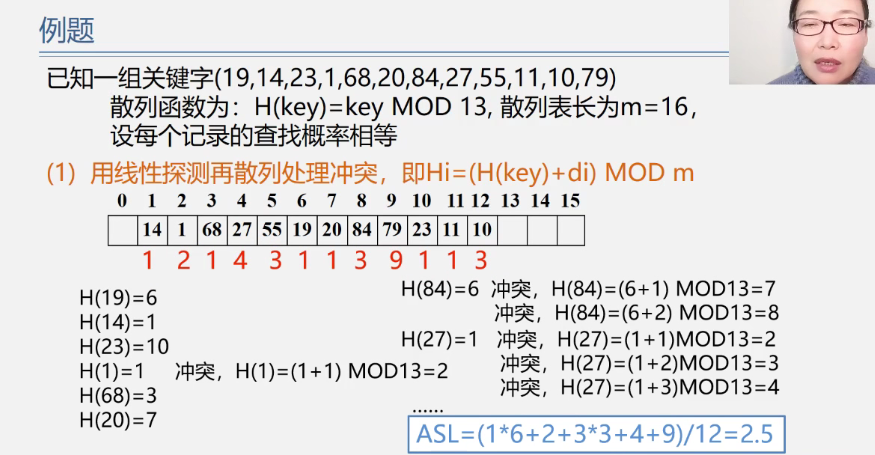 例题
已知一组关键字(19,14,23,1,68,20,84,27,55,11,10,79)
散列函数为：H(key)=key MOD 13, 散列表长为m=16，
设每个记录的查找概率相等
(1) 用线性探测再散列处理冲突，即Hi=(H(key)+di) MOD m
0 1 2 3 4 5 6 7 8 9 10 11 12 13 14 15
14 1 68 27 55 19 20 84 79 23 11 10
1 2 1 4 3 1 1 3 9 1 1 3
H(19)=6
H(14)=1
H(23)=10
H(1)=1 冲突，H(1)=(1+1) MOD13=2
H(68)=3
H(20)=7
H(84)=6 冲突，H(84)=(6+1) MOD13=7
冲突，H(84)=(6+2) MOD13=8
H(27)=1 冲突，H(27)=(1+1)MOD13=2
冲突，H(27)=(1+2)MOD13=3
冲突，H(27)=(1+3)MOD13=4
......
ASL=(1*6+2+3*3+4+9)/12=2.5